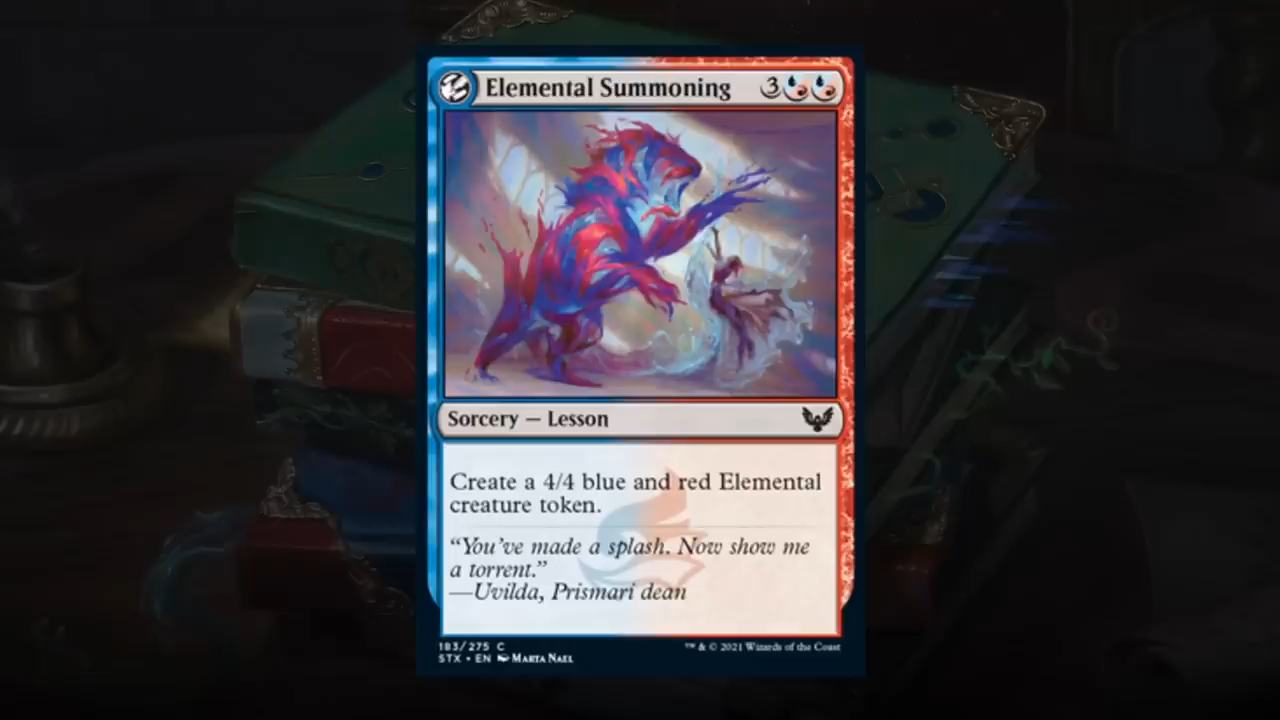 Elemental Summoning 3
Sorcery — Lesson
Create a 4/4 blue and red Elemental
creature token.
“You’ve made a splash. Now show me
a torrent.”
—Uvilda, Prismari dean
183/275 C
STX • EN Marta Nael
™ & © 2021 Wizards of the Coast